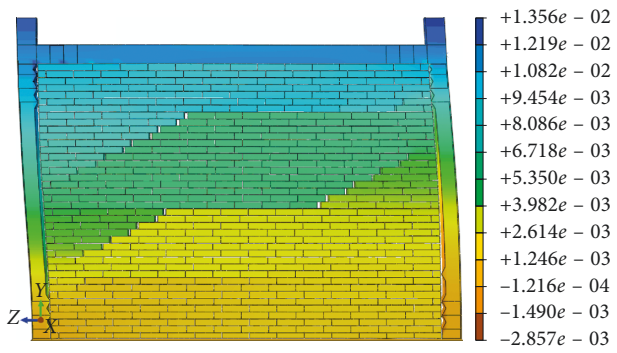 +1.356e – 02
+1.219e – 02
+1.082e – 02
+9.454e – 03
+8.086e – 03
+6.718e – 03
+5.350e – 03
+3.982e – 03
+2.614e – 03
+1.246e – 03
–1.216e – 04
–1.490e – 03
–2.857e – 03
Y
Z X